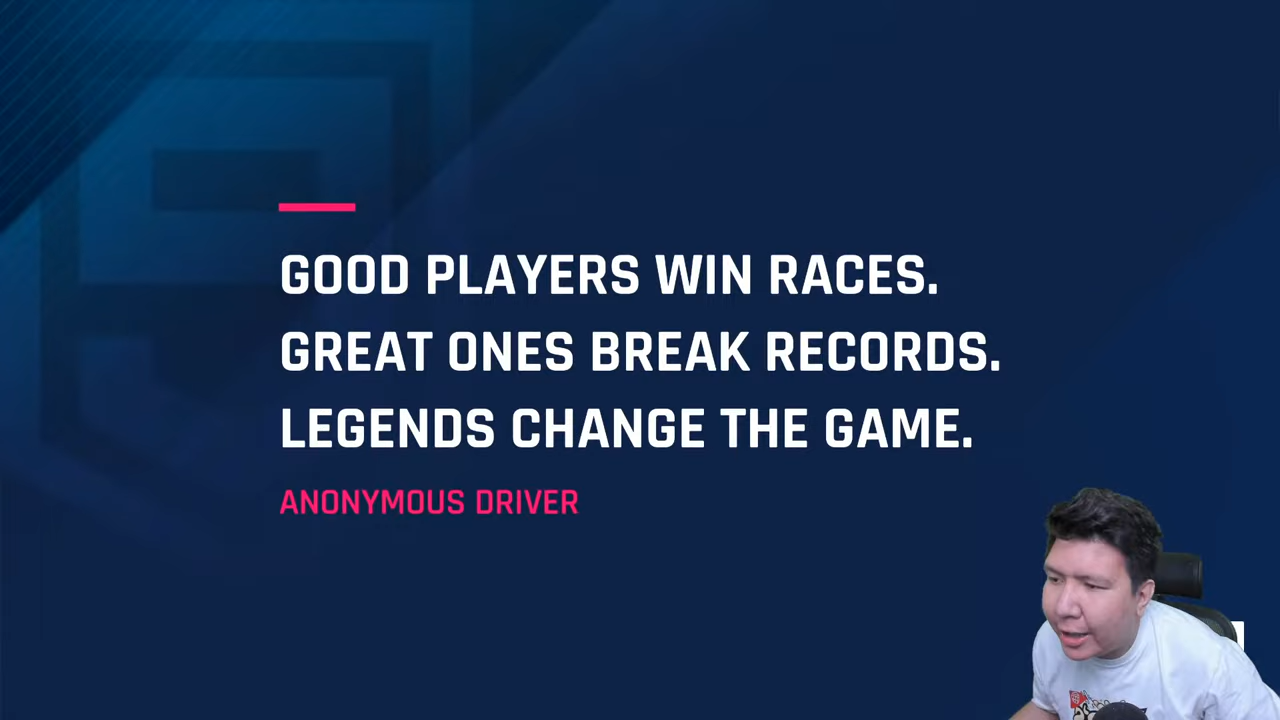 GOOD PLAYERS WIN RACES.
GREAT ONES BREAK RECORDS.
LEGENDS CHANGE THE GAME.
ANONYMOUS DRIVER